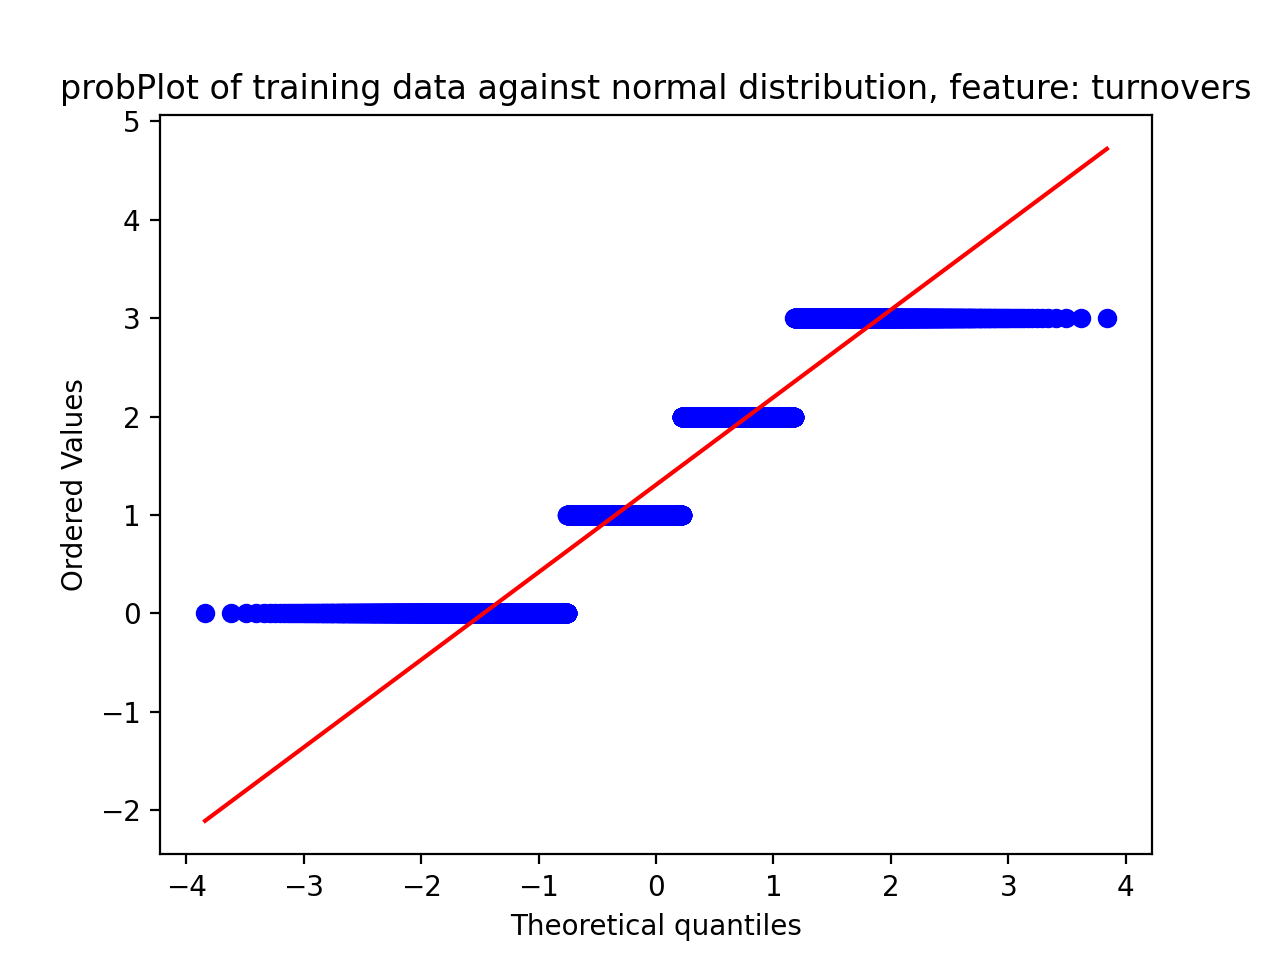 probPlot of training data against normal distribution, feature: turnovers
5
4
3
2
1
0
−1
−2
Ordered Values
−4 −3 −2 −1 0 1 2 3 4
Theoretical quantiles